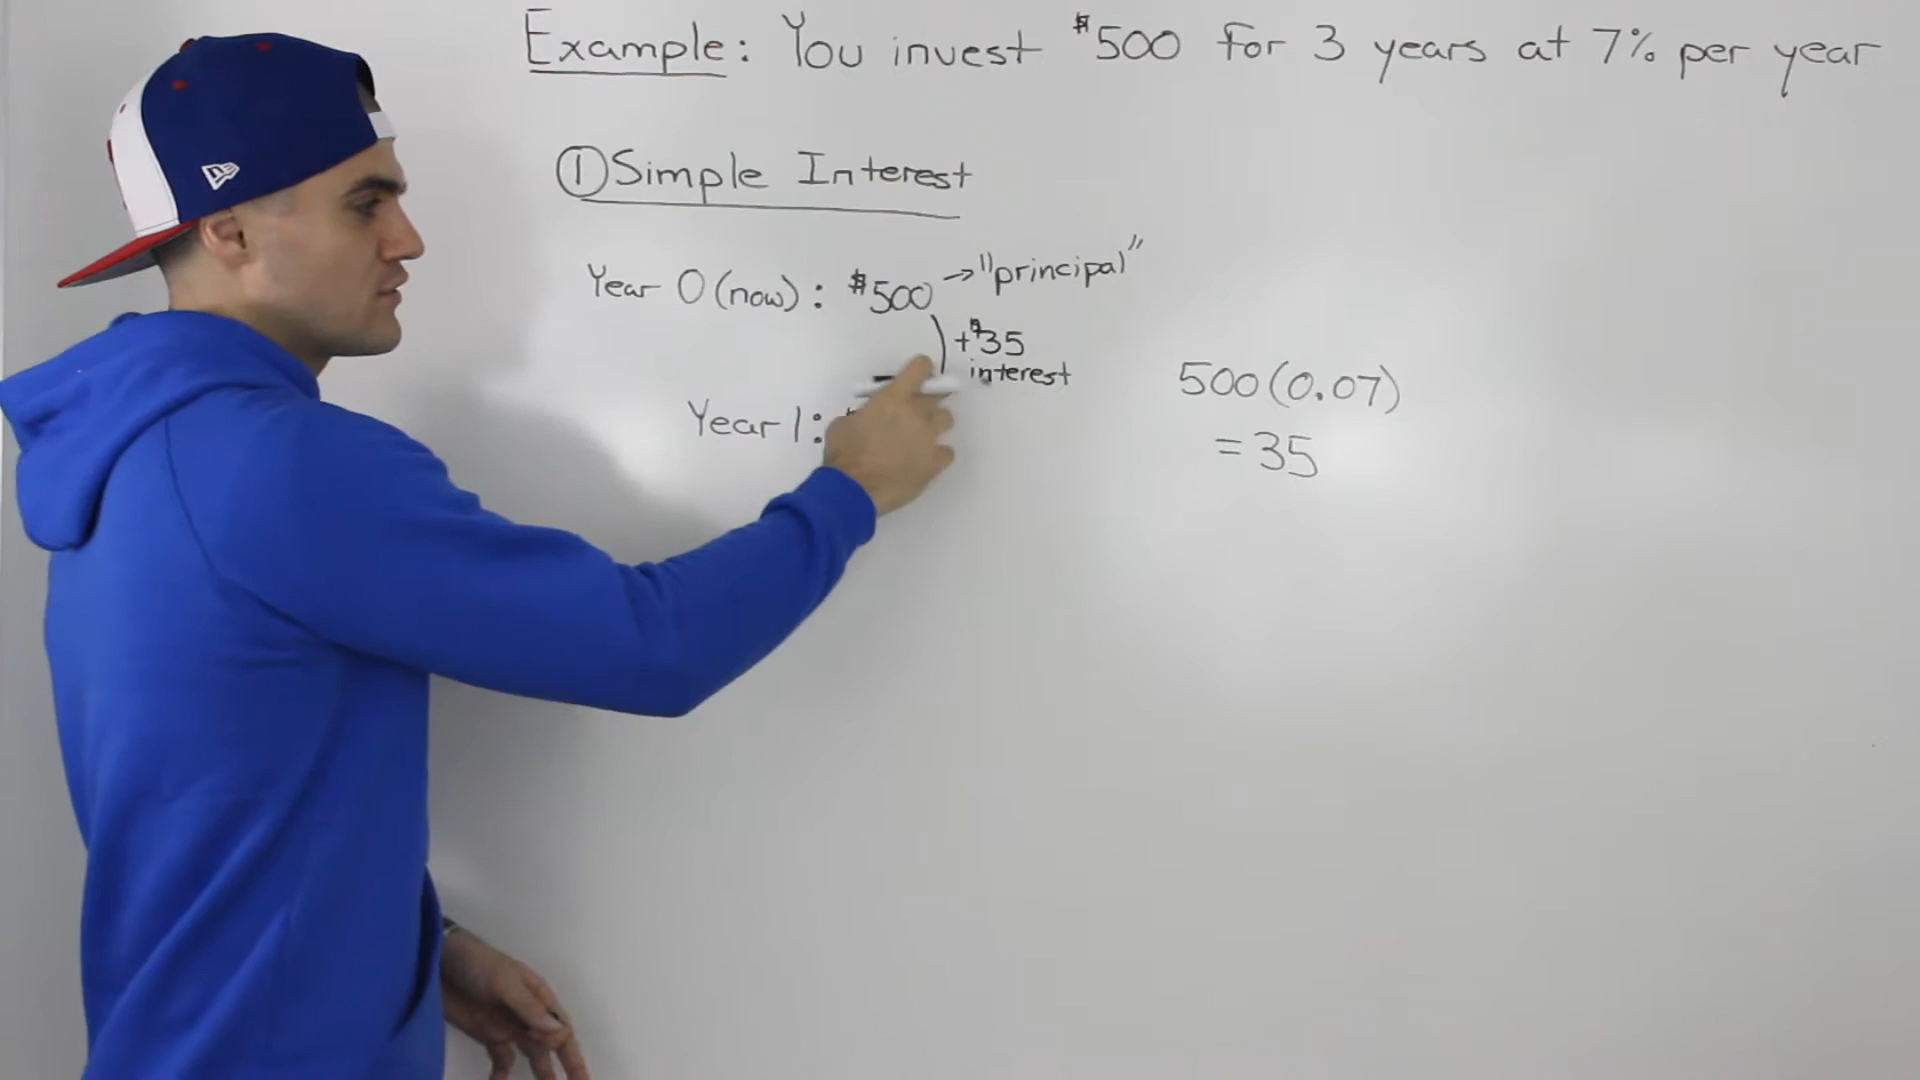 Example: You invest $500 for 3 years at 7% per year
① Simple Interest
Year 0 (now): $500 → "principal"
+$35
interest
Year 1:
500(0.07)
= 35